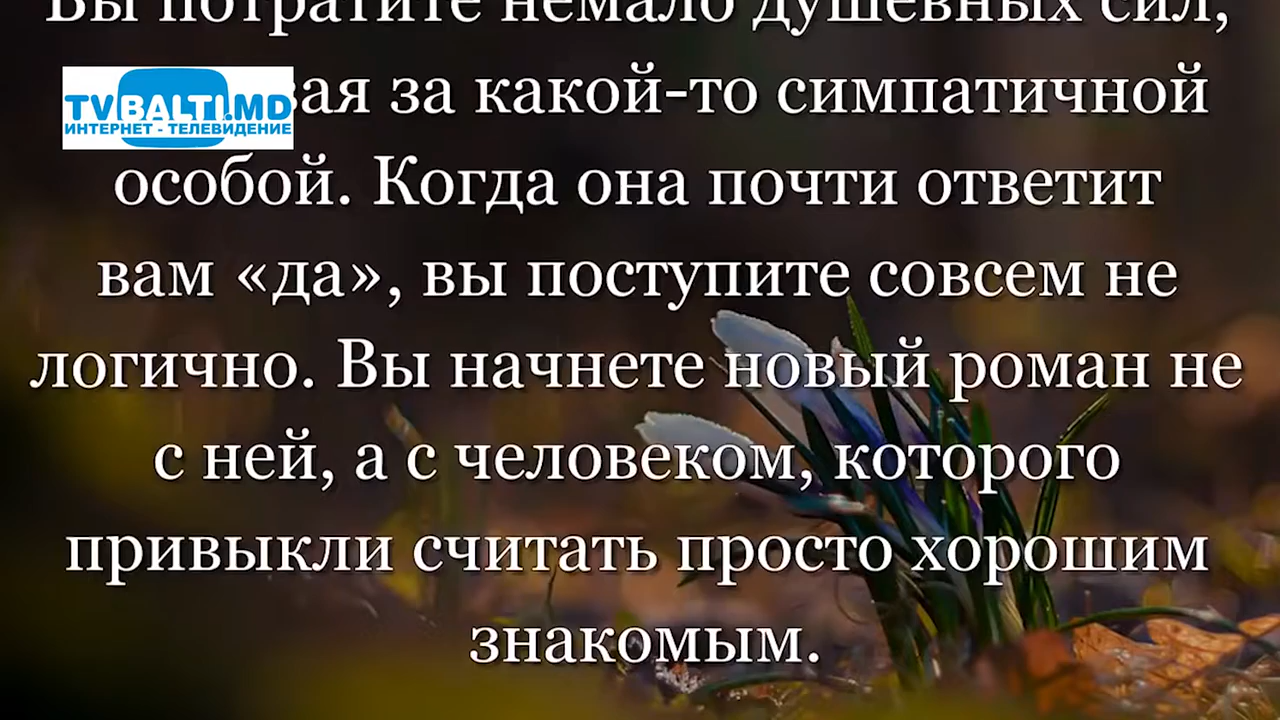 Вы потратите немало душевных сил,
TVBALTI.MD
ИНТЕРНЕТ - ТЕЛЕВИДЕНИЕ
за какой-то симпатичной
особой. Когда она почти ответит
вам «да», вы поступите совсем не
логично. Вы начнете новый роман не
с ней, а с человеком, которого
привыкли считать просто хорошим
знакомым.